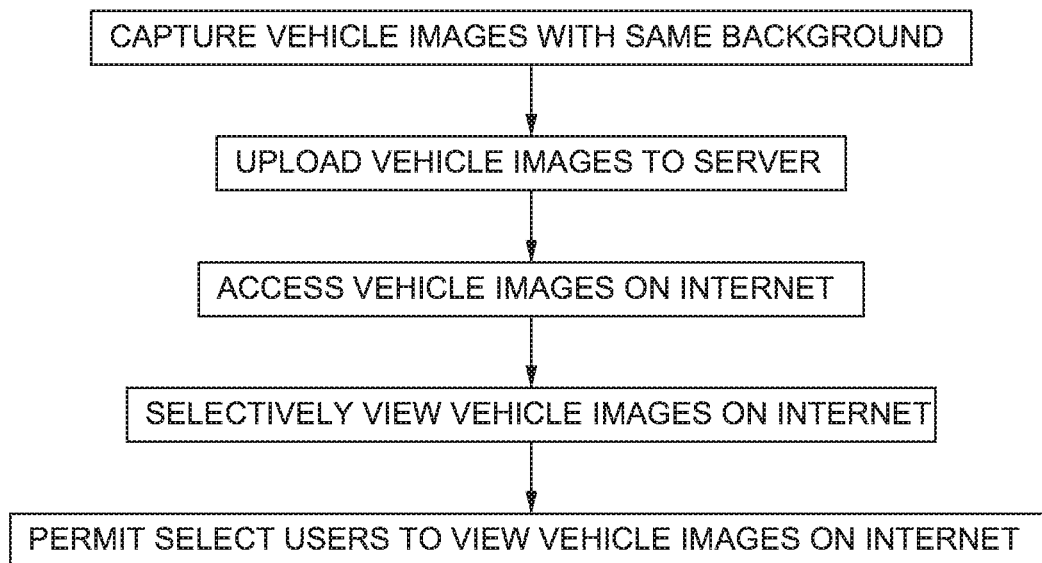 CAPTURE VEHICLE IMAGES WITH SAME BACKGROUND
UPLOAD VEHICLE IMAGES TO SERVER
ACCESS VEHICLE IMAGES ON INTERNET
SELECTIVELY VIEW VEHICLE IMAGES ON INTERNET
PERMIT SELECT USERS TO VIEW VEHICLE IMAGES ON INTERNET